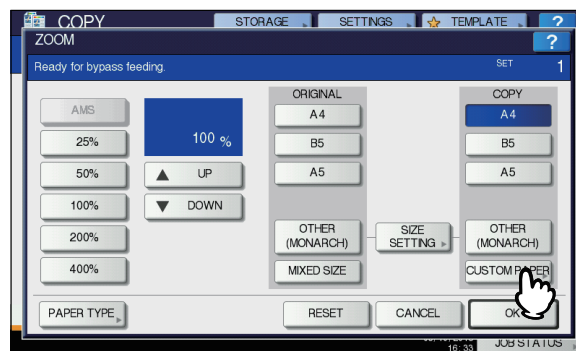 COPY STORAGE SETTINGS TEMPLATE ?
ZOOM ?
Ready for bypass feeding. SET 1
ORIGINAL COPY
AMS A4 A4
25% 100 % B5 B5
50% UP A5 A5
100% DOWN
200% OTHER (MONARCH) SIZE SETTING OTHER (MONARCH)
400% MIXED SIZE CUSTOM PAPER
PAPER TYPE RESET CANCEL OK
16:33 JOB STATUS